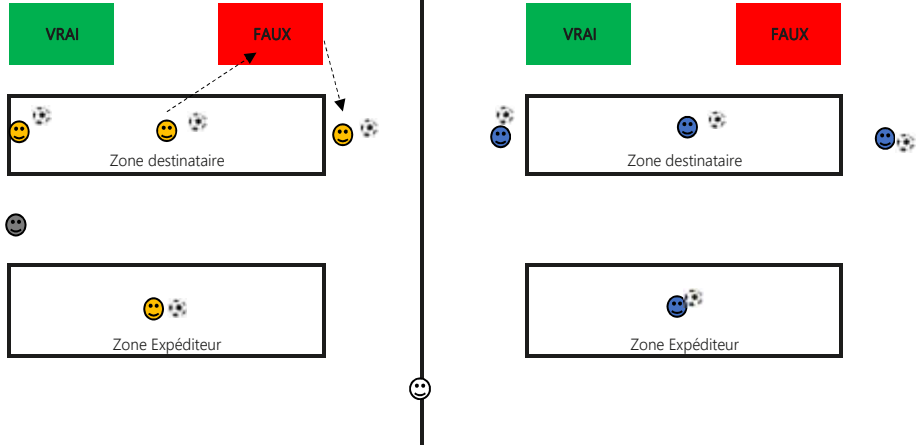 VRAI
FAUX
Zone destinataire
Zone Expéditeur
VRAI
FAUX
Zone destinataire
Zone Expéditeur